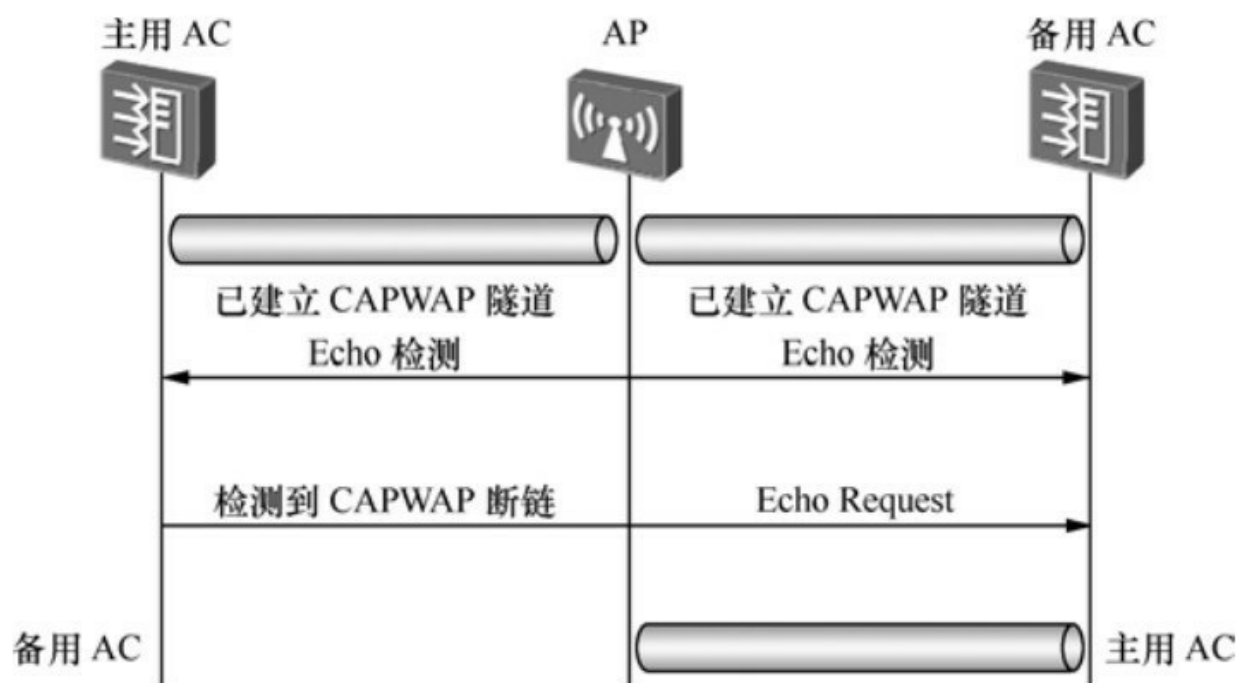 主用 AC
AP
备用 AC
已建立 CAPWAP 隧道
已建立 CAPWAP 隧道
Echo 检测
Echo 检测
检测到 CAPWAP 断链
Echo Request
备用 AC
主用 AC